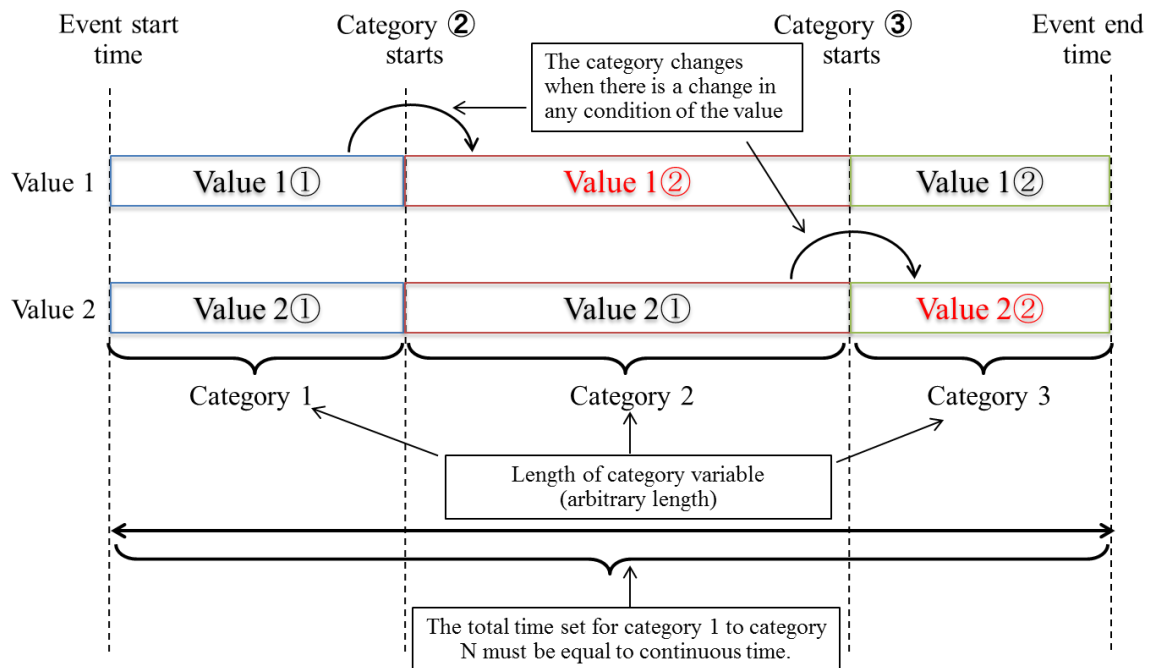 Event start
time
Category ②
starts
Category ③
starts
Event end
time
The category changes
when there is a change in
any condition of the value
Value 1
Value 1①
Value 1②
Value 1②
Value 2
Value 2①
Value 2①
Value 2②
Category 1
Category 2
Category 3
Length of category variable
(arbitrary length)
The total time set for category 1 to category
N must be equal to continuous time.